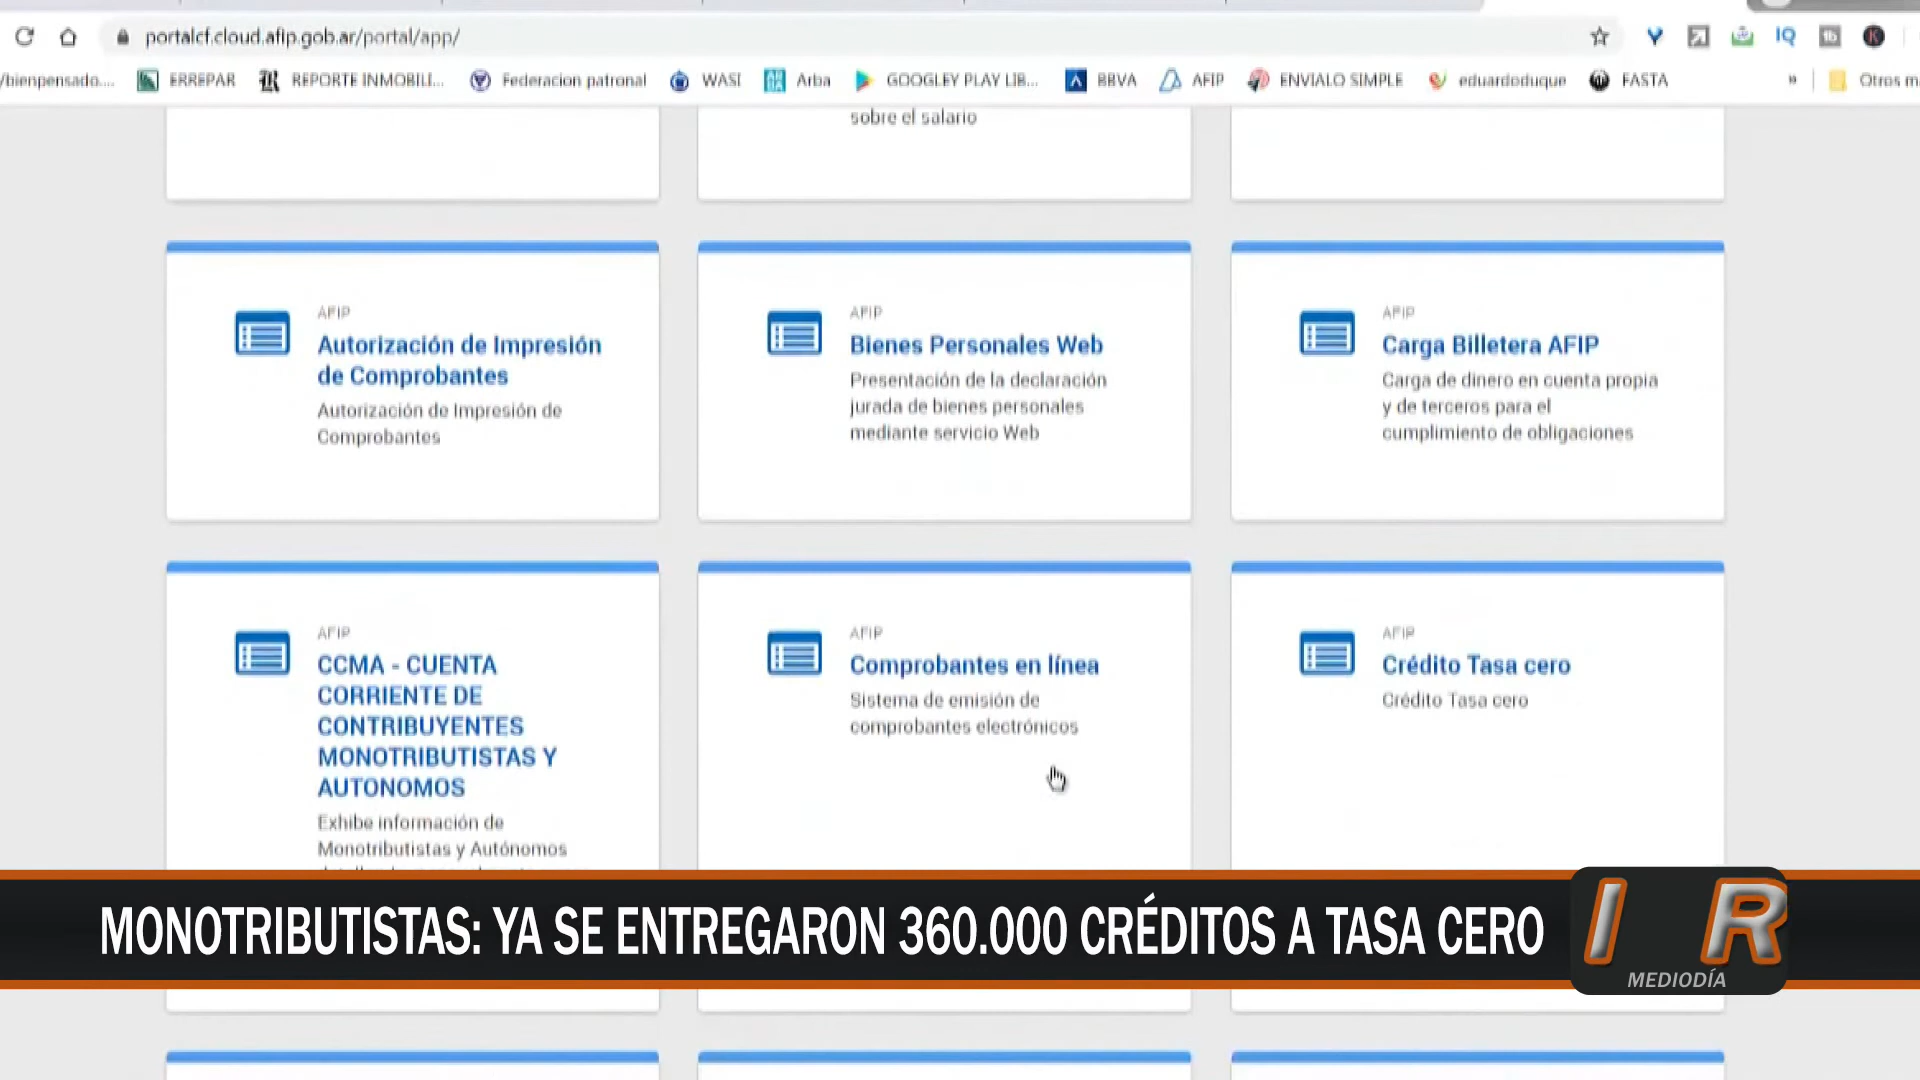 portalcf.cloud.afip.gob.ar/portal/app/
IQ
/bienpensado.... ERREPAR REPORTE INMOBILI... Federacion patronal WASI Arba GOOGLEY PLAY LIB... BBVA AFIP ENVIALO SIMPLE eduardoduque FASTA » Otros m
sobre el salario
AFIP
Autorización de Impresión
de Comprobantes
Autorización de Impresión de
Comprobantes
AFIP
Bienes Personales Web
Presentación de la declaración
jurada de bienes personales
mediante servicio Web
AFIP
Carga Billetera AFIP
Carga de dinero en cuenta propia
y de terceros para el
cumplimiento de obligaciones
AFIP
CCMA - CUENTA
CORRIENTE DE
CONTRIBUYENTES
MONOTRIBUTISTAS Y
AUTONOMOS
Exhibe información de
Monotributistas y Autónomos
AFIP
Comprobantes en línea
Sistema de emisión de
comprobantes electrónicos
AFIP
Crédito Tasa cero
Crédito Tasa cero
MONOTRIBUTISTAS: YA SE ENTREGARON 360.000 CRÉDITOS A TASA CERO
I R
MEDIODÍA